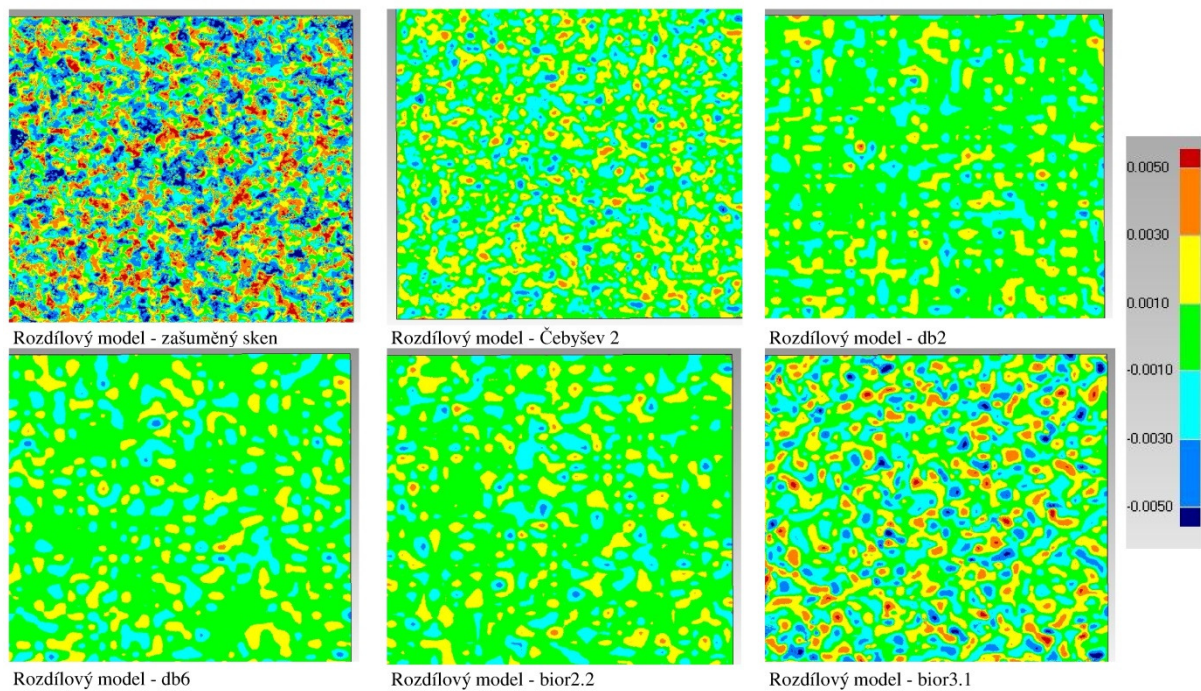 Rozdílový model - zašuměný sken
Rozdílový model - Čebyšev 2
Rozdílový model - db2
Rozdílový model - db6
Rozdílový model - bior2.2
Rozdílový model - bior3.1
0.0050
0.0030
0.0010
-0.0010
-0.0030
-0.0050